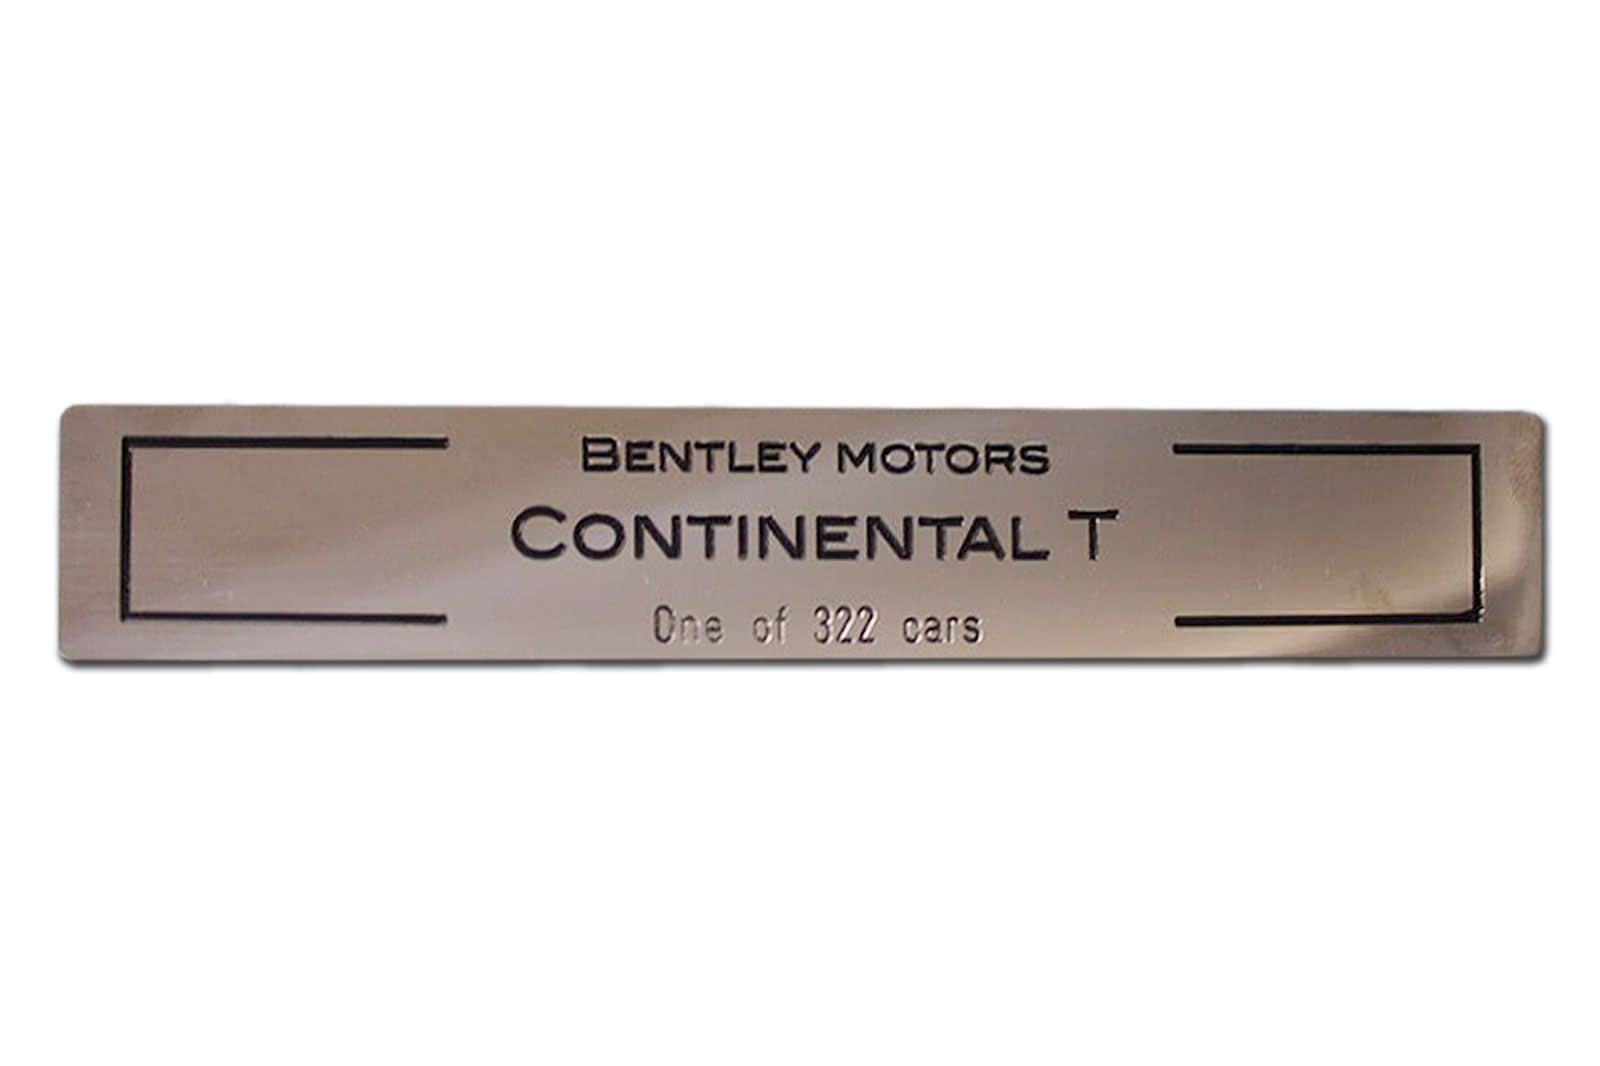 BENTLEY MOTORS
CONTINENTAL T
One of 322 cars